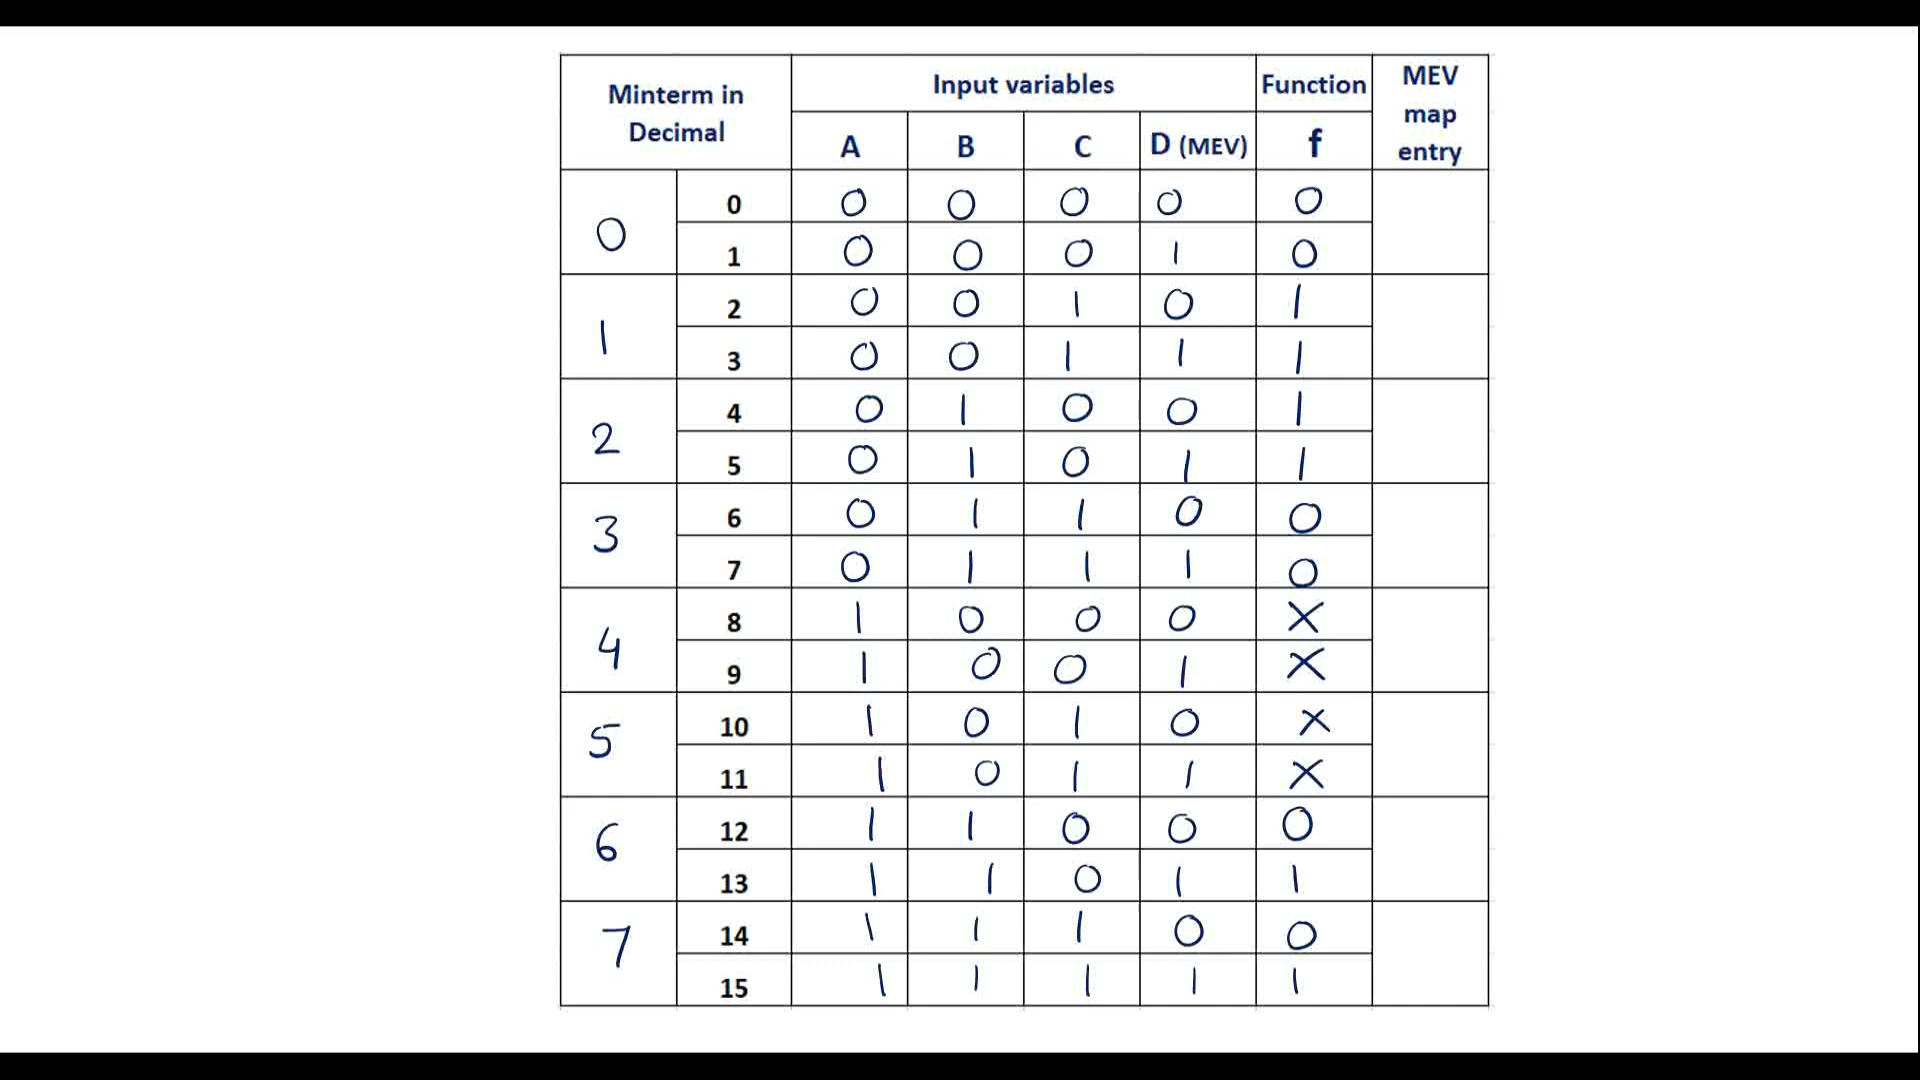 Minterm in Decimal Input variables Function MEV map entry
A B C D (MEV) f
0 0 0 0 0 0 0
1 0 0 0 1 0
1 2 0 0 1 0 1
3 0 0 1 1 1
2 4 0 1 0 0 1
5 0 1 0 1 1
3 6 0 1 1 0 0
7 0 1 1 1 0
4 8 1 0 0 0 X
9 1 0 0 1 X
5 10 1 0 1 0 X
11 1 0 1 1 X
6 12 1 1 0 0 0
13 1 1 0 1 1
7 14 1 1 1 0 0
15 1 1 1 1 1